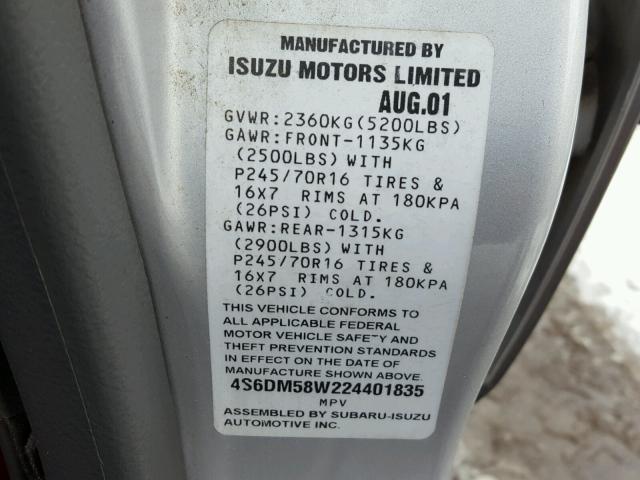 MANUFACTURED BY
ISUZU MOTORS LIMITED
AUG.01
GVWR:2360KG(5200LBS)
GAWR:FRONT-1135KG
(2500LBS) WITH
P245/70R16 TIRES &
16X7 RIMS AT 180KPA
(26PSI) COLD.
GAWR:REAR-1315KG
(2900LBS) WITH
P245/70R16 TIRES &
16X7 RIMS AT 180KPA
(26PSI) COLD.
THIS VEHICLE CONFORMS TO
ALL APPLICABLE FEDERAL
MOTOR VEHICLE SAFETY AND
THEFT PREVENTION STANDARDS
IN EFFECT ON THE DATE OF
MANUFACTURE SHOWN ABOVE.
4S6DM58W224401835
MPV
ASSEMBLED BY SUBARU-ISUZU
AUTOMOTIVE INC.